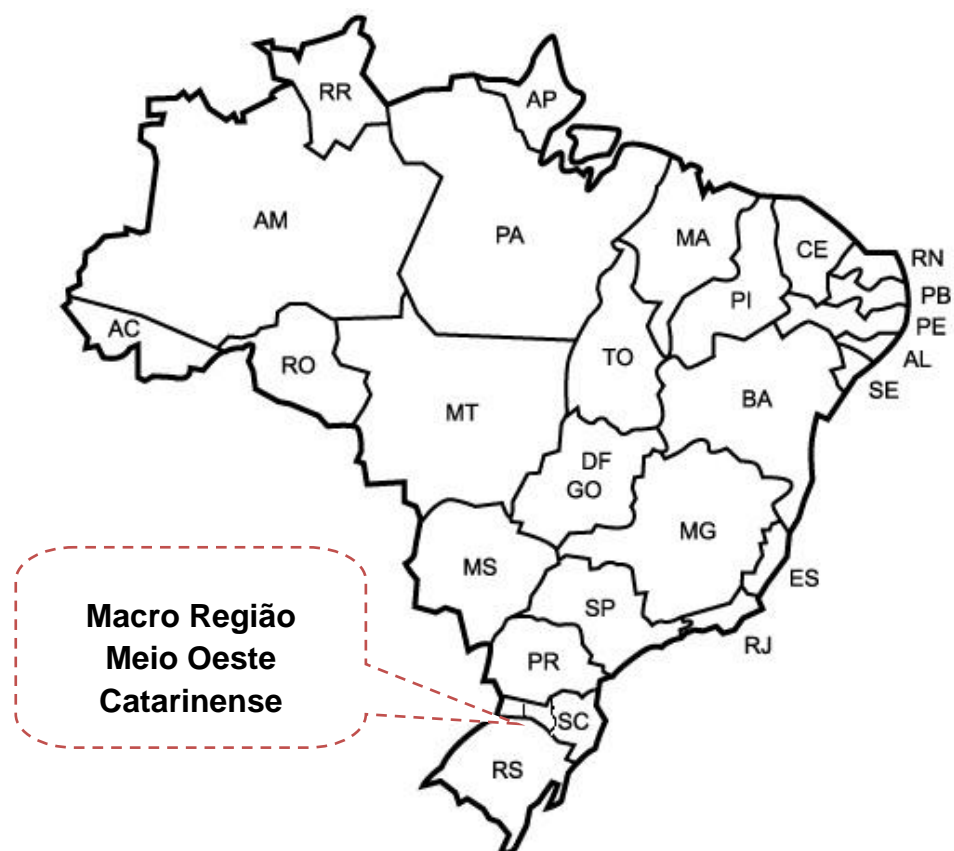 RR
AP
AM
PA
MA
CE
RN
PI
PB
PE
AC
RO
TO
AL
SE
MT
BA
DF
GO
MG
MS
ES
SP
RJ
PR
SC
RS
Macro Região
Meio Oeste
Catarinense